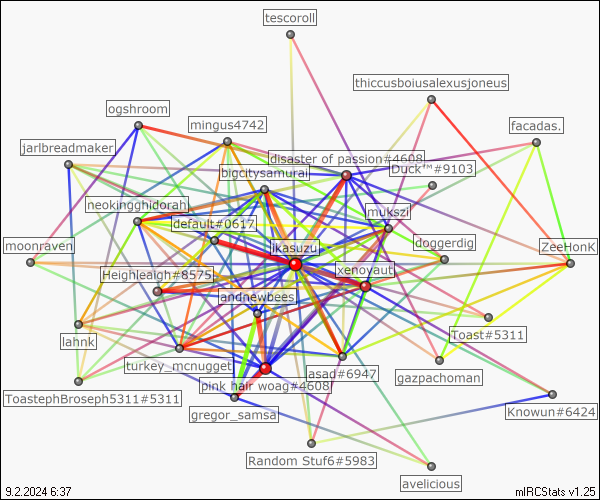 tescoroll
thiccusboiusalexusjoneus
ogshroom
mingus4742
facadas.
jarlbreadmaker
disaster of passion#4608
Duck™#9103
bigcitysamurai
neokingghidorah
mukszi
default#0617
moonraven
ikasuzu
doggerdig
ZeeHonK
Heighleaigh#8575
xenoyaut
andnewbees
Toast#5311
lahnk
turkey_mcnugget
asad#6947
gazpachoman
ToastephBroseph5311#5311
pink hair woag#4608
gregor_samsa
Knowun#6424
Random Stuf6#5983
avelicious
9.2.2024 6:37
mIRCStats v1.25